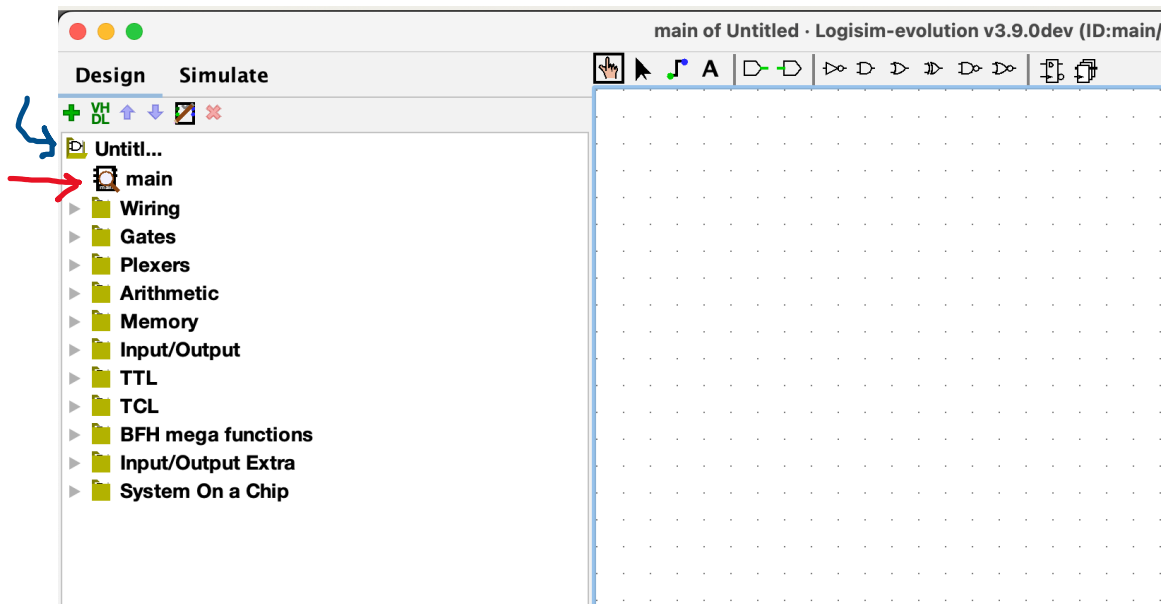 main of Untitled · Logisim-evolution v3.9.0dev (ID:main/
Design Simulate
A
VH
DL
Untitl...
main
Wiring
Gates
Plexers
Arithmetic
Memory
Input/Output
TTL
TCL
BFH mega functions
Input/Output Extra
System On a Chip